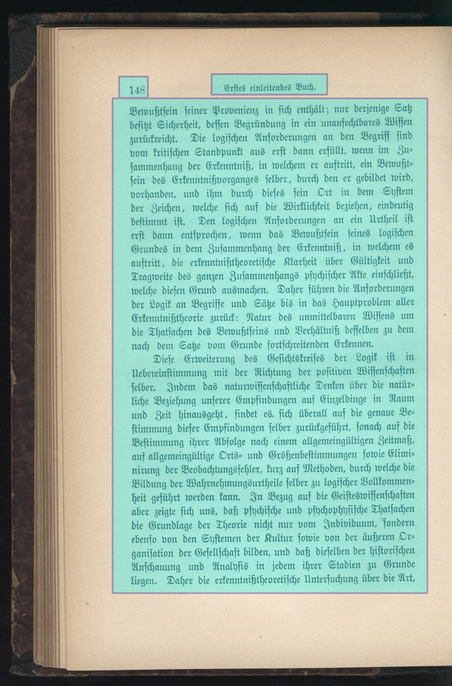 148
Erstes einleitendes Buch.
Bewußtsein seiner Provenienz in sich enthält; nur derjenige Satz
besitzt Sicherheit, dessen Begründung in ein unanfechtbares Wissen
zurückreicht. Die logischen Anforderungen an den Begriff sind
vom kritischen Standpunkt aus erst dann erfüllt, wenn im Zu-
sammenhang der Erkenntniß, in welchem er auftritt, ein Bewußt-
sein des Erkenntnißvorganges selber, durch den er gebildet wird,
vorhanden, und ihm durch dieses sein Ort in dem System
der Zeichen, welche sich auf die Wirklichkeit beziehen, eindeutig
bestimmt ist. Den logischen Anforderungen an ein Urtheil ist
erst dann entsprochen, wenn das Bewußtsein seines logischen
Grundes in dem Zusammenhang der Erkenntniß, in welchem es
auftritt, die erkenntnißtheoretische Klarheit über Gültigkeit und
Tragweite des ganzen Zusammenhangs psychischer Akte einschließt,
welche diesen Grund ausmachen. Daher führen die Anforderungen
der Logik an Begriffe und Sätze bis in das Hauptproblem aller
Erkenntnißtheorie zurück: Natur des unmittelbaren Wissens um
die Thatsachen des Bewußtseins und Verhältniß desselben zu dem
nach dem Satze vom Grunde fortschreitenden Erkennen.
Diese Erweiterung des Gesichtskreises der Logik ist in
Uebereinstimmung mit der Richtung der positiven Wissenschaften
selber. Indem das naturwissenschaftliche Denken über die natür-
liche Beziehung unserer Empfindungen auf Einzeldinge in Raum
und Zeit hinausgeht, findet es sich überall auf die genaue Be-
stimmung dieser Empfindungen selber zurückgeführt, sonach auf die
Bestimmung ihrer Abfolge nach einem allgemeingültigen Zeitmaß,
auf allgemeingültige Orts- und Größenbestimmungen sowie Elimi-
nirung der Beobachtungsfehler, kurz auf Methoden, durch welche die
Bildung der Wahrnehmungsurtheile selber zu logischer Vollkommen-
heit geführt werden kann. In Bezug auf die Geisteswissenschaften
aber zeigte sich uns, daß psychische und psychophysische Thatsachen
die Grundlage der Theorie nicht nur vom Individuum, sondern
ebenso von den Systemen der Kultur sowie von der äußeren Or-
ganisation der Gesellschaft bilden, und daß dieselben der historischen
Anschauung und Analysis in jedem ihrer Stadien zu Grunde
liegen. Daher die erkenntnißtheoretische Untersuchung über die Art,